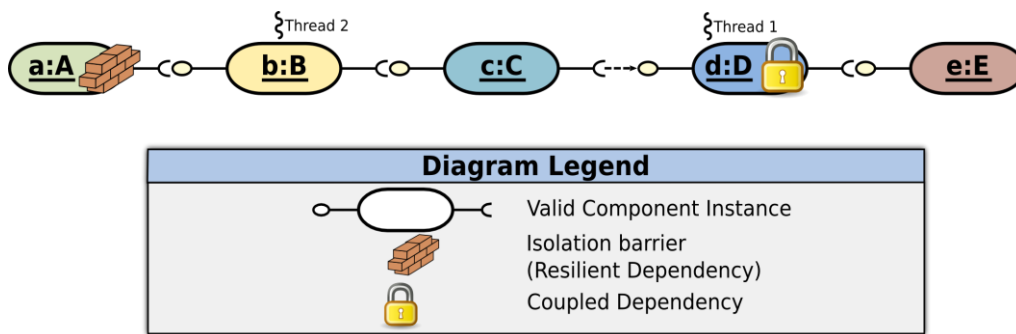 Thread 2
Thread 1
a:A
b:B
c:C
d:D
e:E
Diagram Legend
Valid Component Instance
Isolation barrier
(Resilient Dependency)
Coupled Dependency